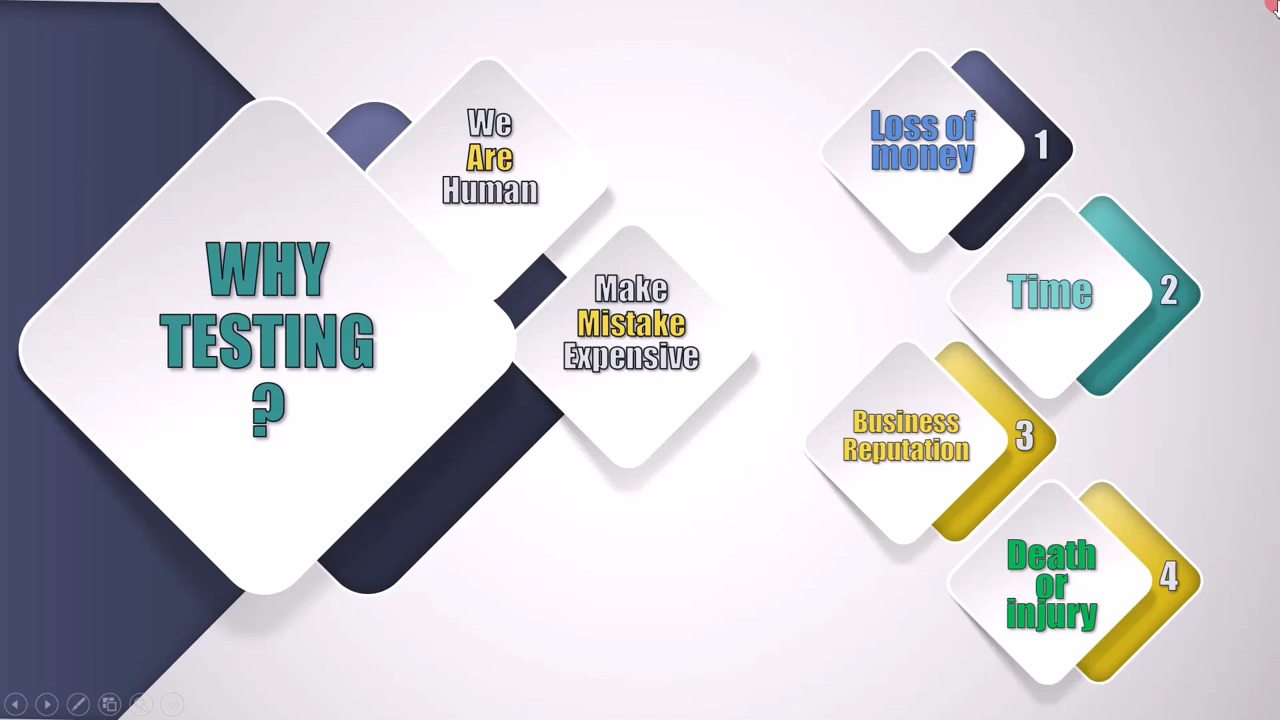 WHY
TESTING
?
We
Are
Human
Make
Mistake
Expensive
Loss of
money
1
Time
2
Business
Reputation
3
Death
or
injury
4